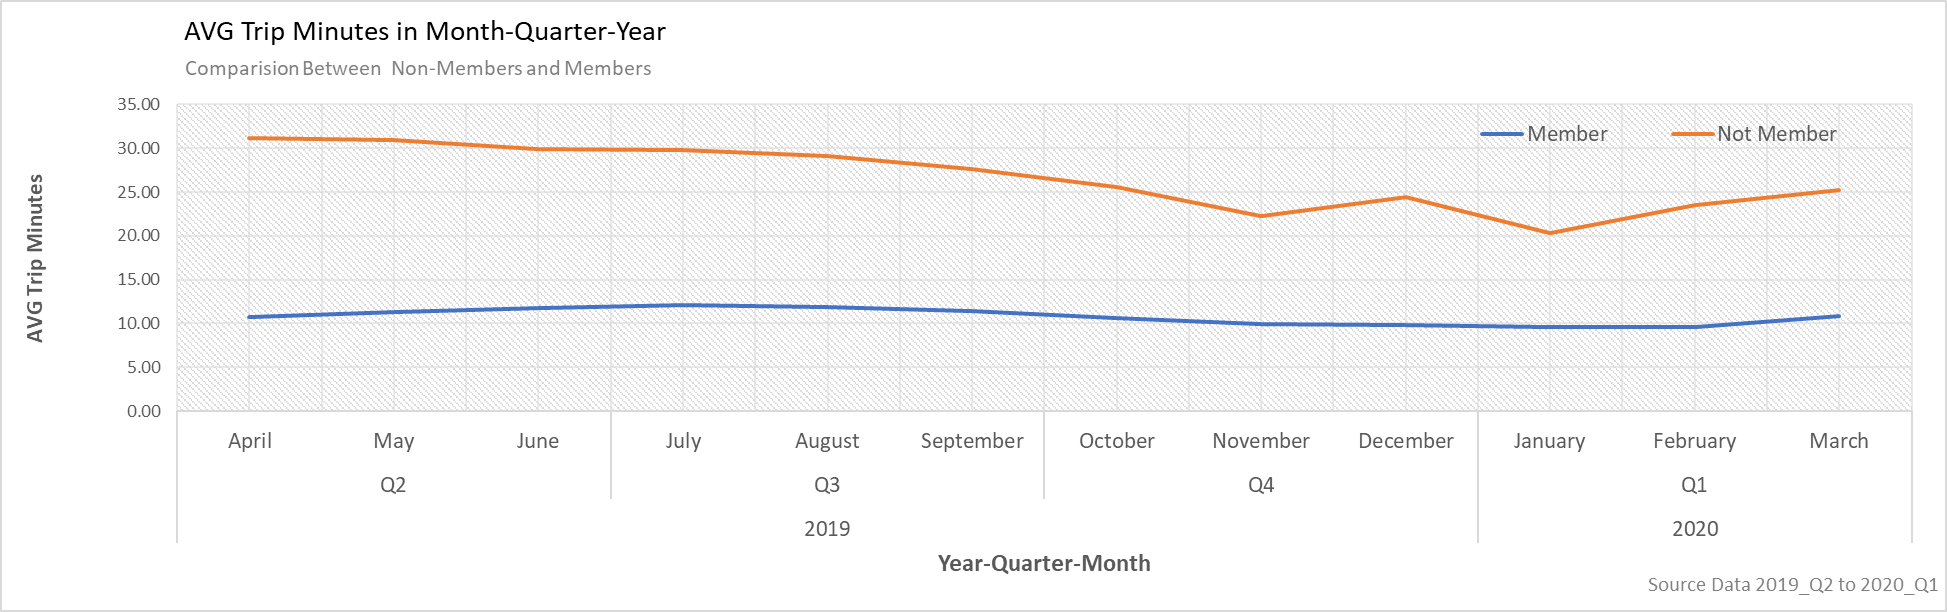 AVG Trip Minutes in Month-Quarter-Year
Comparision Between Non-Members and Members
35.00
30.00
25.00
20.00
15.00
10.00
5.00
0.00
AVG Trip Minutes
Member Not Member
April May June July August September October November December January February March
Q2 Q3 Q4 Q1
2019 2020
Year-Quarter-Month
Source Data 2019_Q2 to 2020_Q1